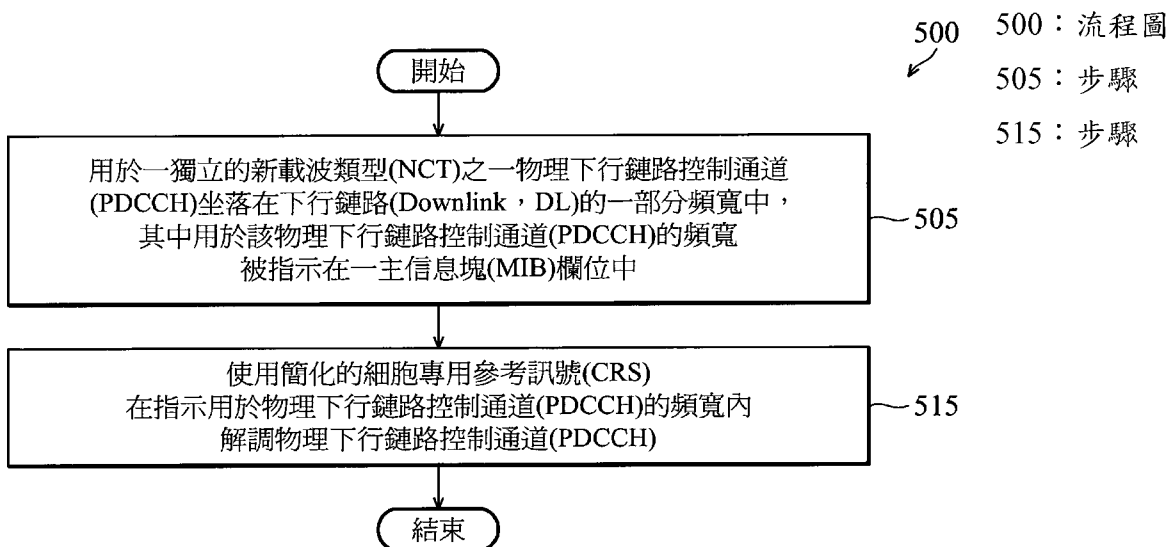 500
500：流程圖
505：步驟
515：步驟
開始
用於一獨立的新載波類型(NCT)之一物理下行鏈路控制通道
(PDCCH)坐落在下行鏈路(Downlink，DL)的一部分頻寬中，
其中用於該物理下行鏈路控制通道(PDCCH)的頻寬
被指示在一主信息塊(MIB)欄位中
505
使用簡化的細胞專用參考訊號(CRS)
在指示用於物理下行鏈路控制通道(PDCCH)的頻寬內
解調物理下行鏈路控制通道(PDCCH)
515
結束